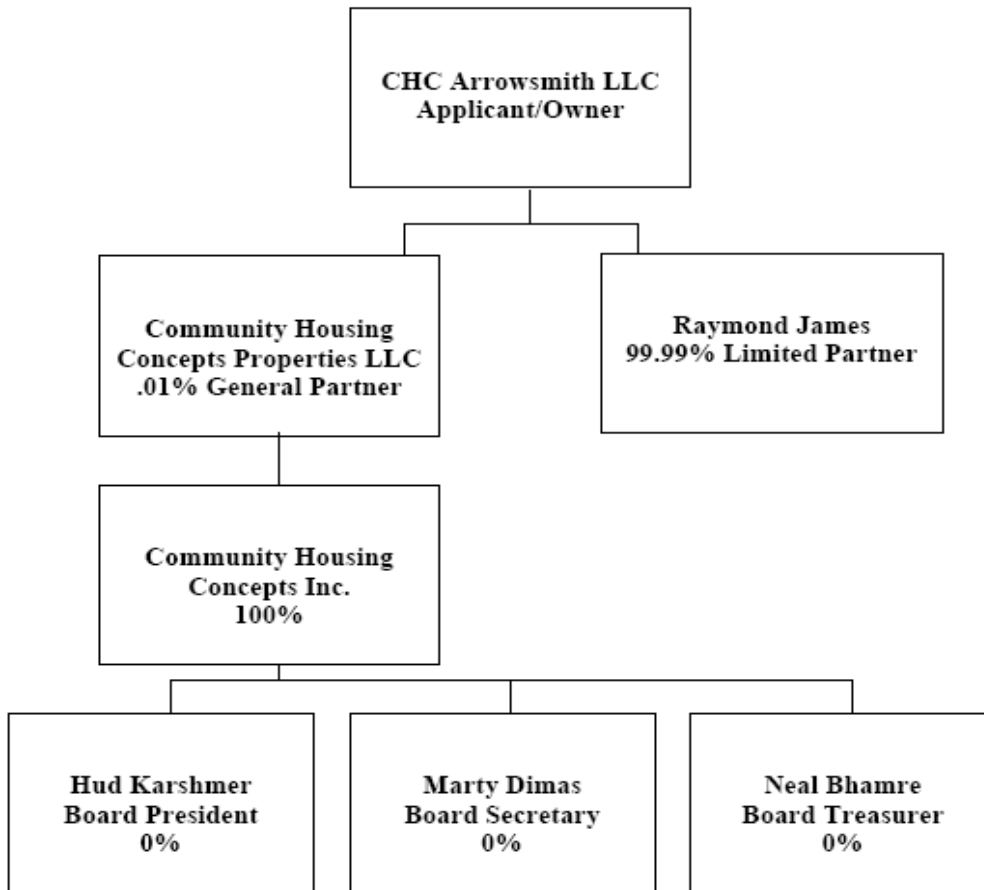 CHC Arrowsmith LLC
Applicant/Owner
Community Housing
Concepts Properties LLC
.01% General Partner
Raymond James
99.99% Limited Partner
Community Housing
Concepts Inc.
100%
Hud Karshmer
Board President
0%
Marty Dimas
Board Secretary
0%
Neal Bhamre
Board Treasurer
0%